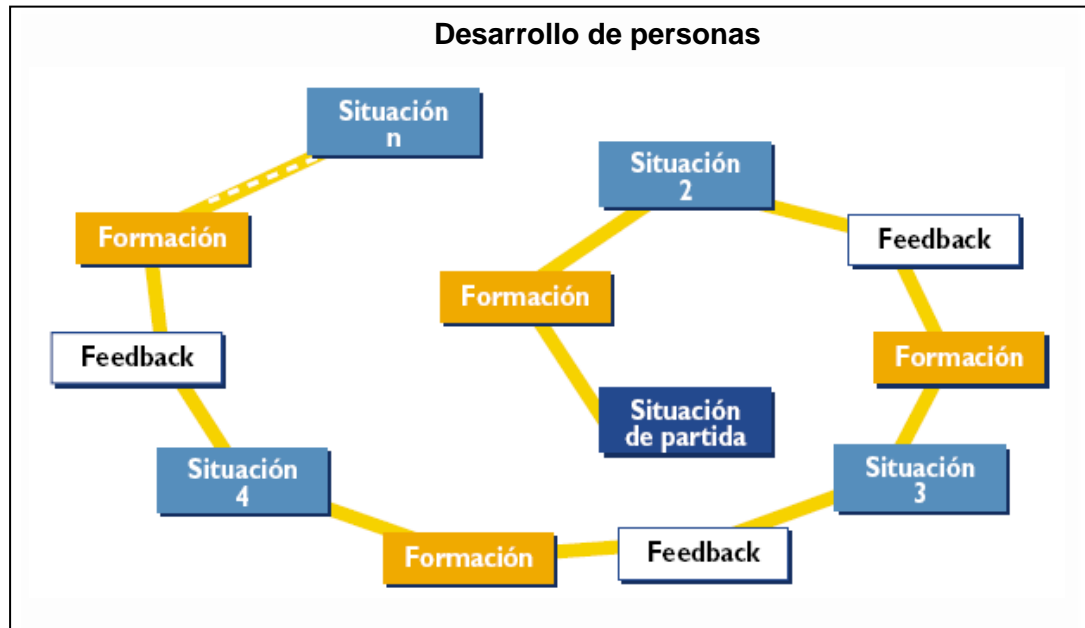 Desarrollo de personas
Situación
n
Situación
2
Formación
Feedback
Formación
Feedback
Formación
Situación
de partida
Situación
4
Situación
3
Formación
Feedback